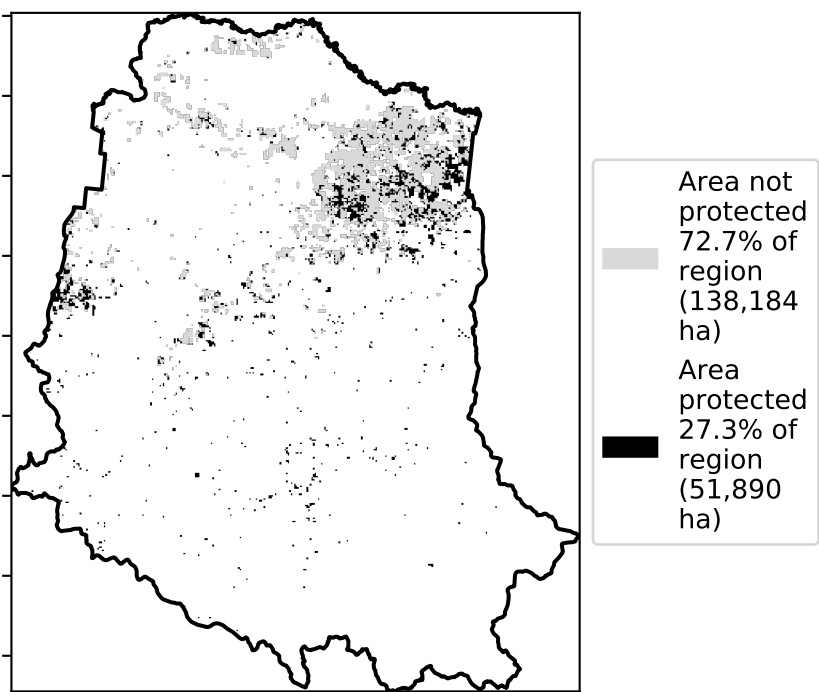 Area not
protected
72.7% of
region
(138,184
ha)
Area
protected
27.3% of
region
(51,890
ha)